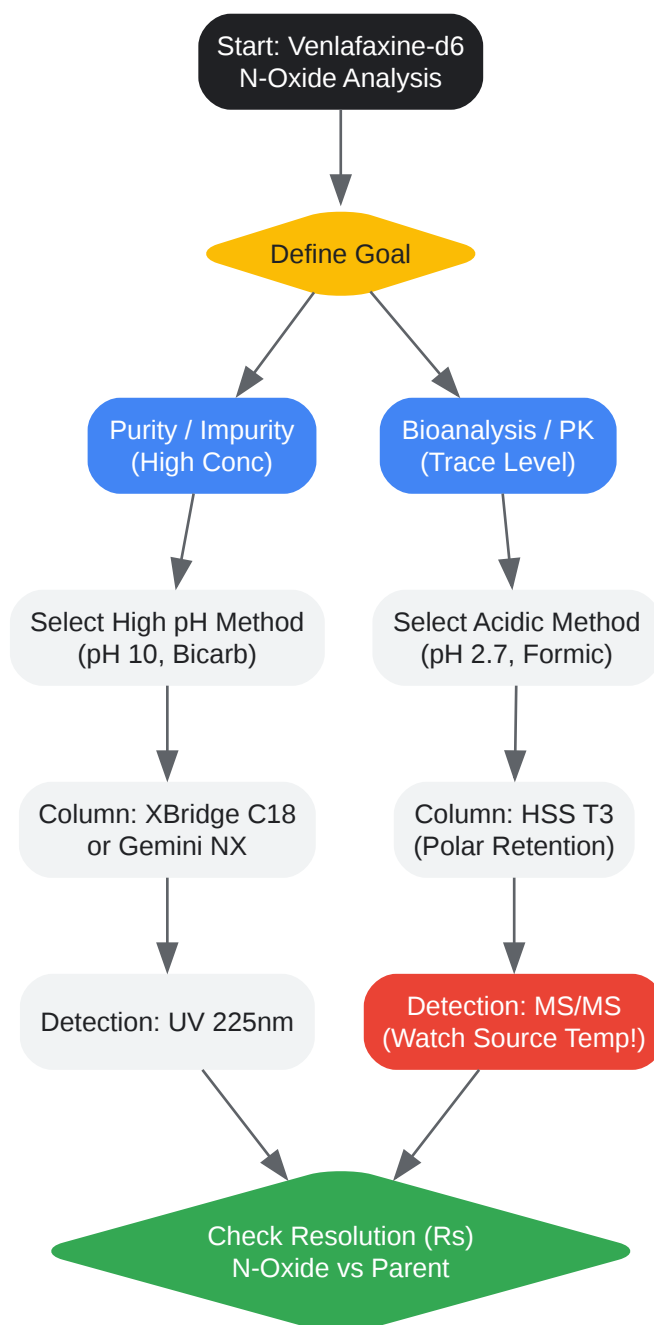 Start: Venlafaxine-d6
N-Oxide Analysis
Define Goal
Purity / Impurity
(High Conc)
Bioanalysis / PK
(Trace Level)
Select High pH Method
(pH 10, Bicarb)
Select Acidic Method
(pH 2.7, Formic)
Column: XBridge C18
or Gemini NX
Column: HSS T3
(Polar Retention)
Detection: UV 225nm
Detection: MS/MS
(Watch Source Temp!)
Check Resolution (Rs)
N-Oxide vs Parent